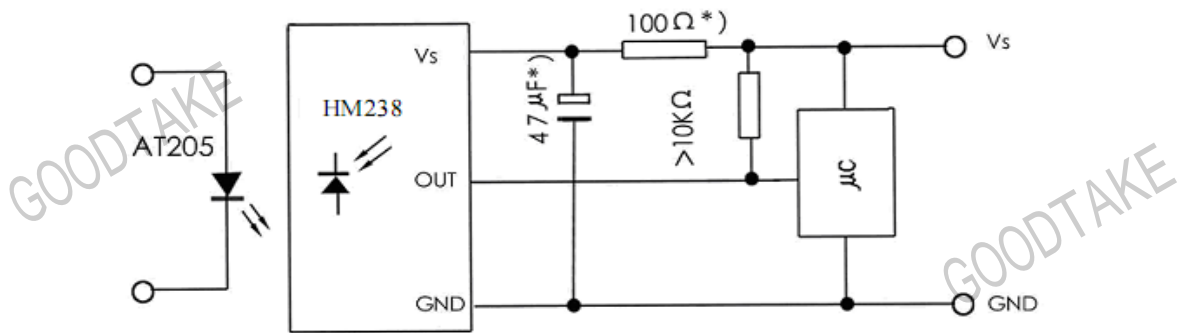 100Ω *)
Vs
Vs
47µF*)
HM238
>10KΩ
AT205
OUT
µC
GND
GND
GOODTAKE
GOODTAKE